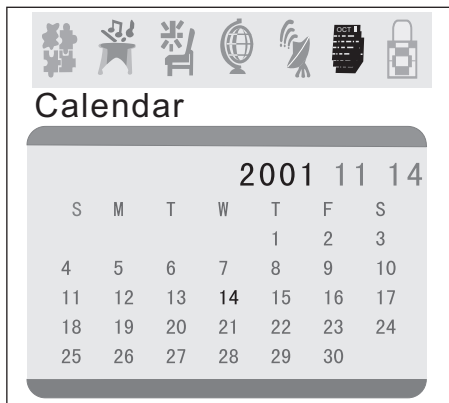 OCT
Calendar
2001 11 14
S M T W T F S
1 2 3
4 5 6 7 8 9 10
11 12 13 14 15 16 17
18 19 20 21 22 23 24
25 26 27 28 29 30